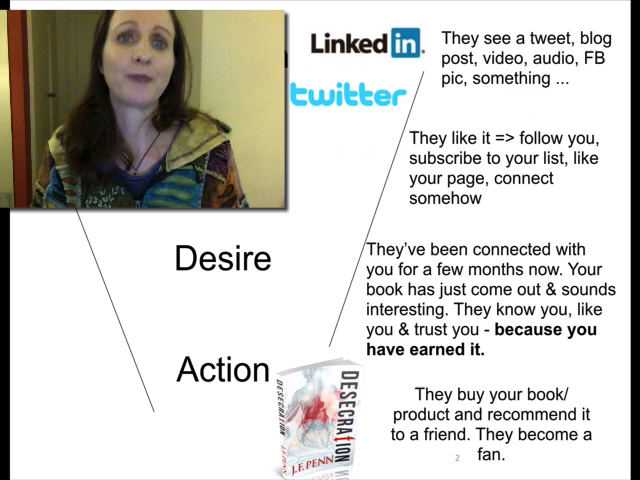 Linked in.
twitter
They see a tweet, blog
post, video, audio, FB
pic, something ...
They like it => follow you,
subscribe to your list, like
your page, connect
somehow
Desire
They've been connected with
you for a few months now. Your
book has just come out & sounds
interesting. They know you, like
you & trust you - because you
have earned it.
Action
DESECRATION
DESECRATION
J.F. PENN
They buy your book/
product and recommend it
to a friend. They become a
fan.
2